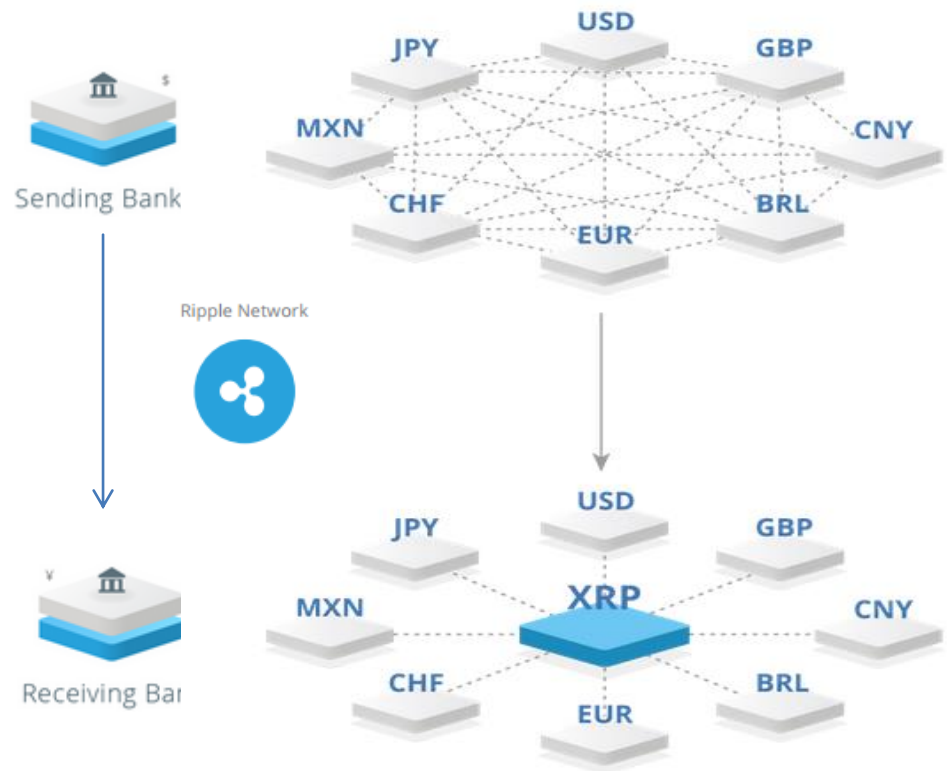 USD
JPY
GBP
$
MXN
CNY
Sending Bank
CHF
BRL
EUR
Ripple Network
USD
JPY
GBP
¥
XRP
MXN
CNY
CHF
BRL
Receiving Ban
EUR